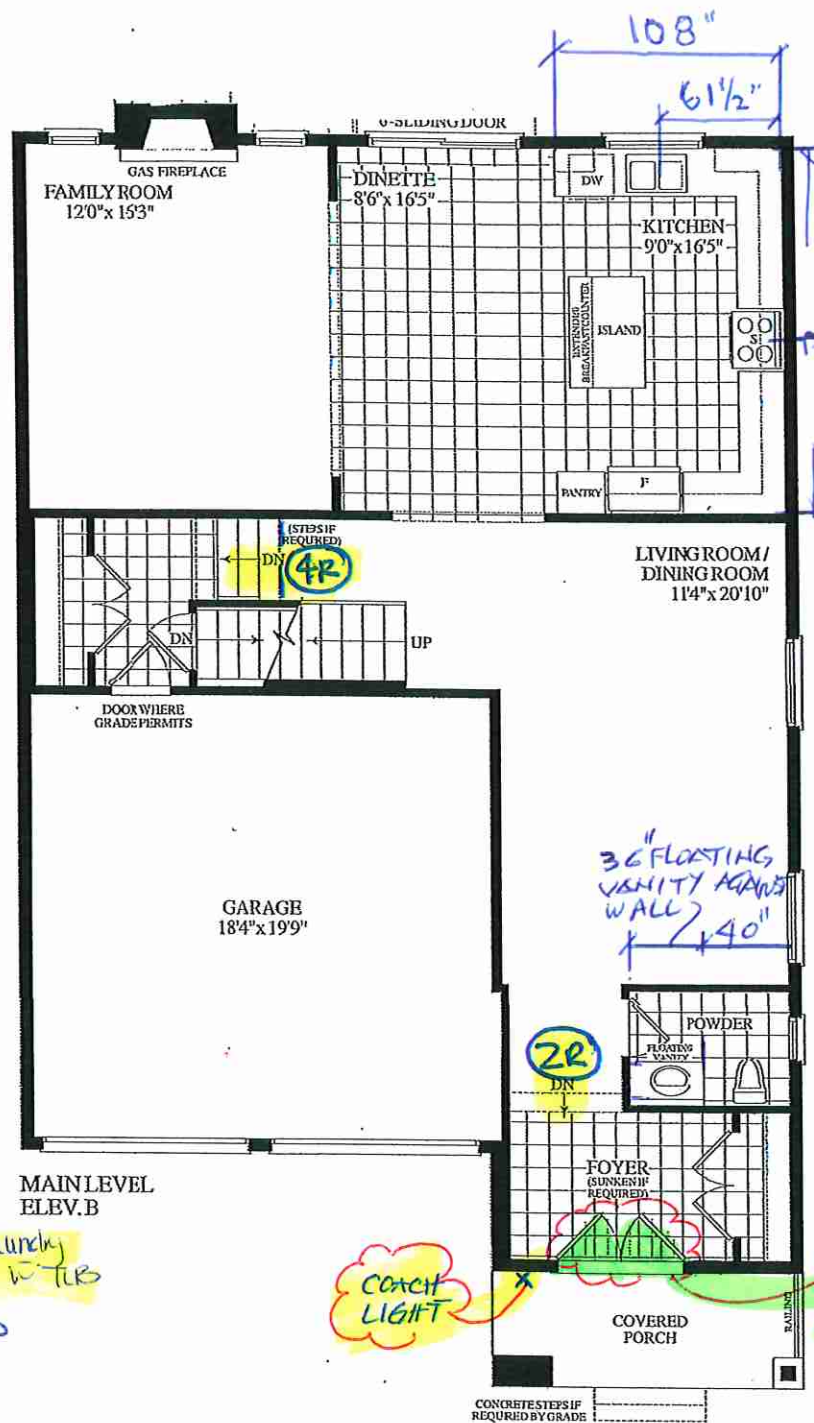 108"
61 1/2"
6'-SLIDING DOOR
GAS FIREPLACE
FAMILY ROOM
12'0" x 15'3"
DINETTE
8'6" x 16'5"
DW
KITCHEN
9'0" x 16'5"
EXTENDED
BREAKFAST COUNTER
ISLAND
S
PANTRY
F
(STEPS IF
REQUIRED)
DN
4R
LIVING ROOM /
DINING ROOM
11'4" x 20'10"
DN
UP
DOOR WHERE
GRADE PERMITS
GARAGE
18'4" x 19'9"
36" FLOATING
VANITY AGAINST
WALL
40"
POWDER
FLOATING
VANITY
2R
DN
FOYER
(SUNKEN IF
REQUIRED)
MAIN LEVEL
ELEV. B
COACH
LIGHT
X
COVERED
PORCH
RAILING
CONCRETE STEPS IF
REQUIRED BY GRADE